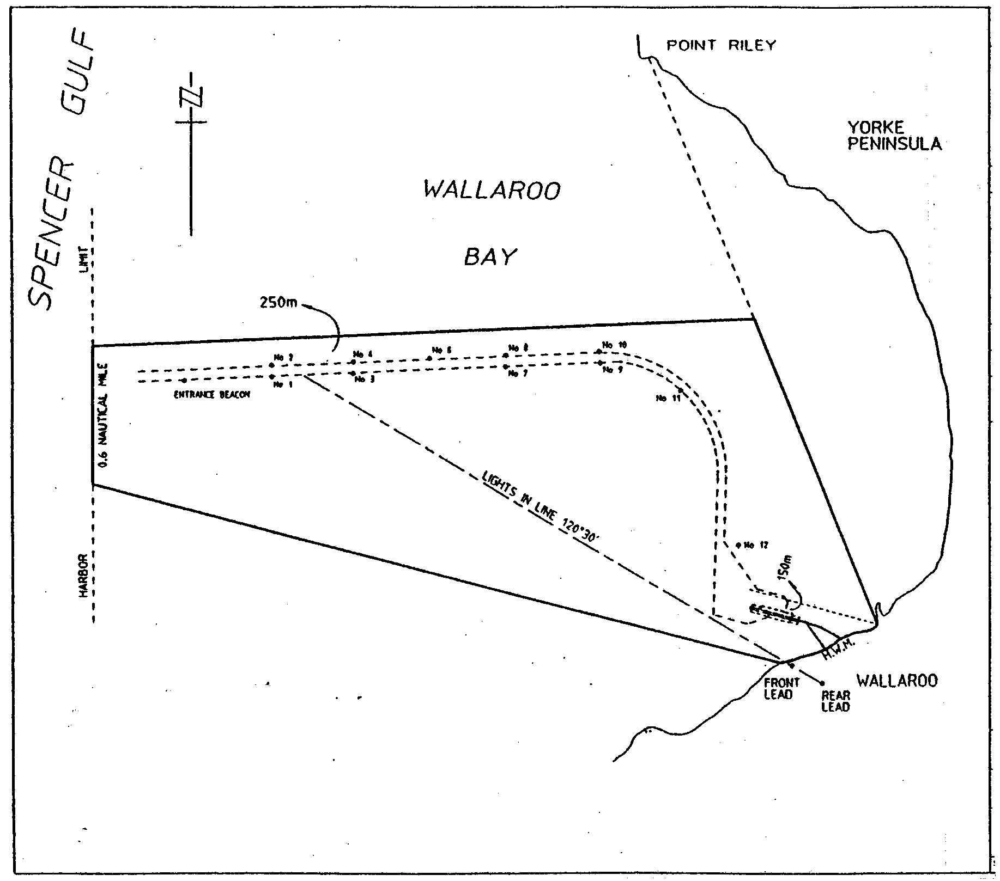 SPENCER GULF
N
POINT RILEY
YORKE
PENINSULA
WALLAROO
BAY
LIMIT
250m
0.6 NAUTICAL MILE
HARBOR
No 2
No 4
No 6
No 8
No 10
ENTRANCE BEACON
No 1
No 3
No 7
No 9
No 11
LIGHTS IN LINE 120°30'
No 12
150m
H.W.M.
FRONT
LEAD
REAR
LEAD
WALLAROO